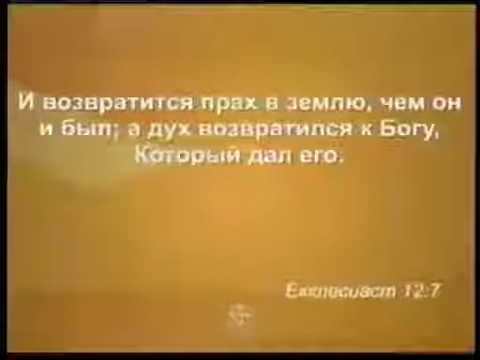 И возвратится прах в землю, чем он
и был; а дух возвратился к Богу,
Который дал его.
Екклесиаст 12:7